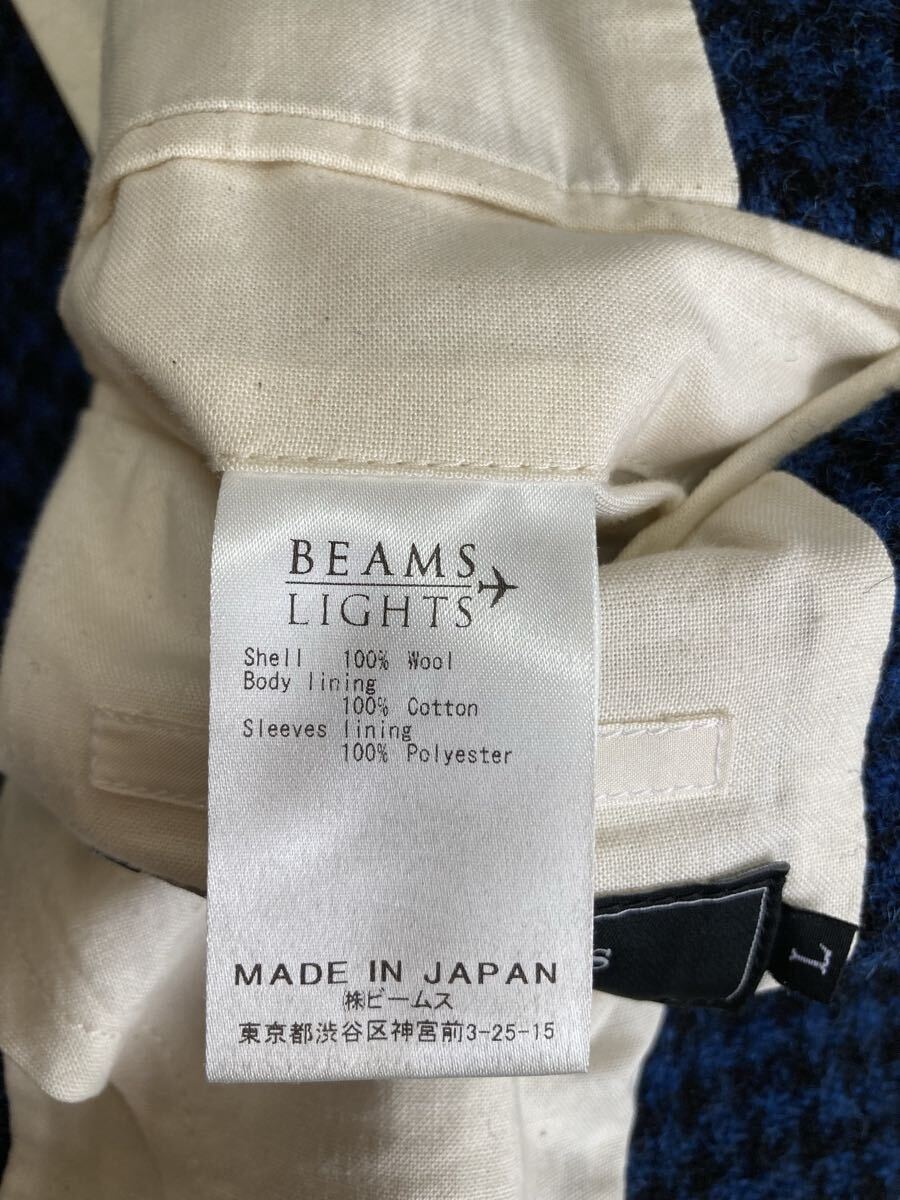 BEAMS
LIGHTS
Shell 100% Wool
Body lining
100% Cotton
Sleeves lining
100% Polyester
MADE IN JAPAN
㈱ビームス
東京都渋谷区神宮前3-25-15
L